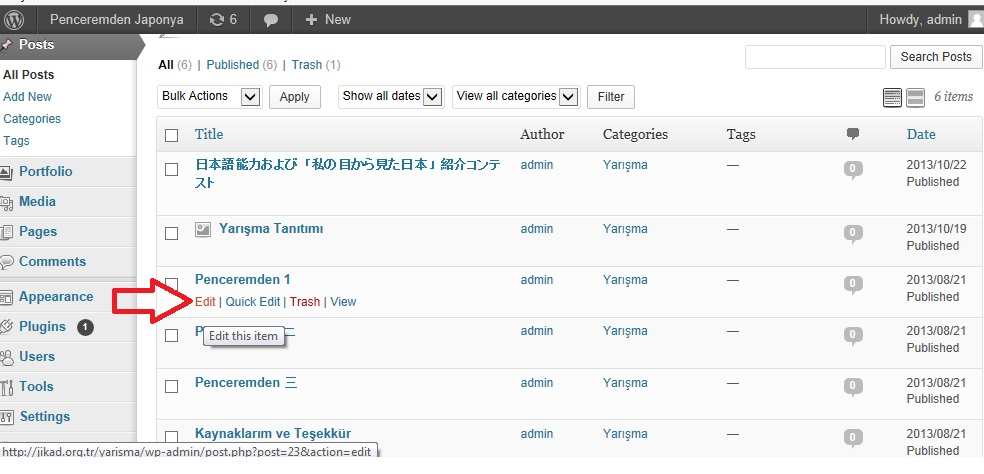 Penceremden Japonya 6 + New Howdy, admin
Posts
All Posts
Add New
Categories
Tags
Portfolio
Media
Pages
Comments
Appearance
Plugins 1
Users
Tools
Settings
All (6) | Published (6) | Trash (1)
Search Posts
Bulk Actions Apply Show all dates View all categories Filter 6 items
Title Author Categories Tags Date
日本語能力および「私の目から見た日本」紹介コンテ admin Yarışma — 0 2013/10/22
スト Published
Yarışma Tanıtımı admin Yarışma — 0 2013/10/19
Published
Penceremden 1 admin Yarışma — 0 2013/08/21
Edit | Quick Edit | Trash | View Published
P 二 admin Yarışma — 0 2013/08/21
Edit this item Published
Penceremden 三 admin Yarışma — 0 2013/08/21
Published
Kaynaklarım ve Teşekkür admin Yarışma — 0 2013/08/21
Published
http://jikad.org.tr/yarisma/wp-admin/post.php?post=23&action=edit